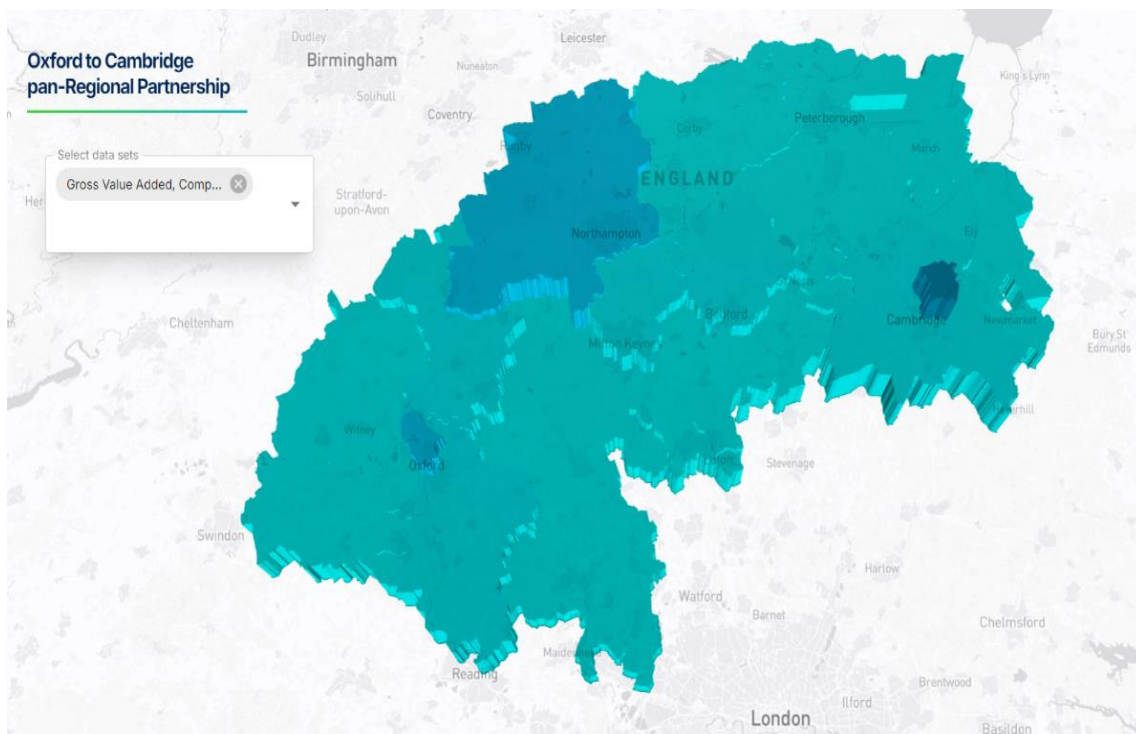 Oxford to Cambridge
pan-Regional Partnership
Select data sets
Gross Value Added, Comp...
Dudley
Birmingham
Solihull
Nuneaton
Leicester
Coventry
Rugby
Corby
Peterborough
King's Lynn
March
ENGLAND
Stratford-
upon-Avon
Northampton
Ely
Her
Cheltenham
Milton Keynes
Bedford
Cambridge
Newmarket
Bury St
Edmunds
Haverhill
Witney
Oxford
Luton
Stevenage
Swindon
Harlow
Watford
Barnet
Chelmsford
Maidenhead
Reading
Brentwood
Ilford
London
Basildon